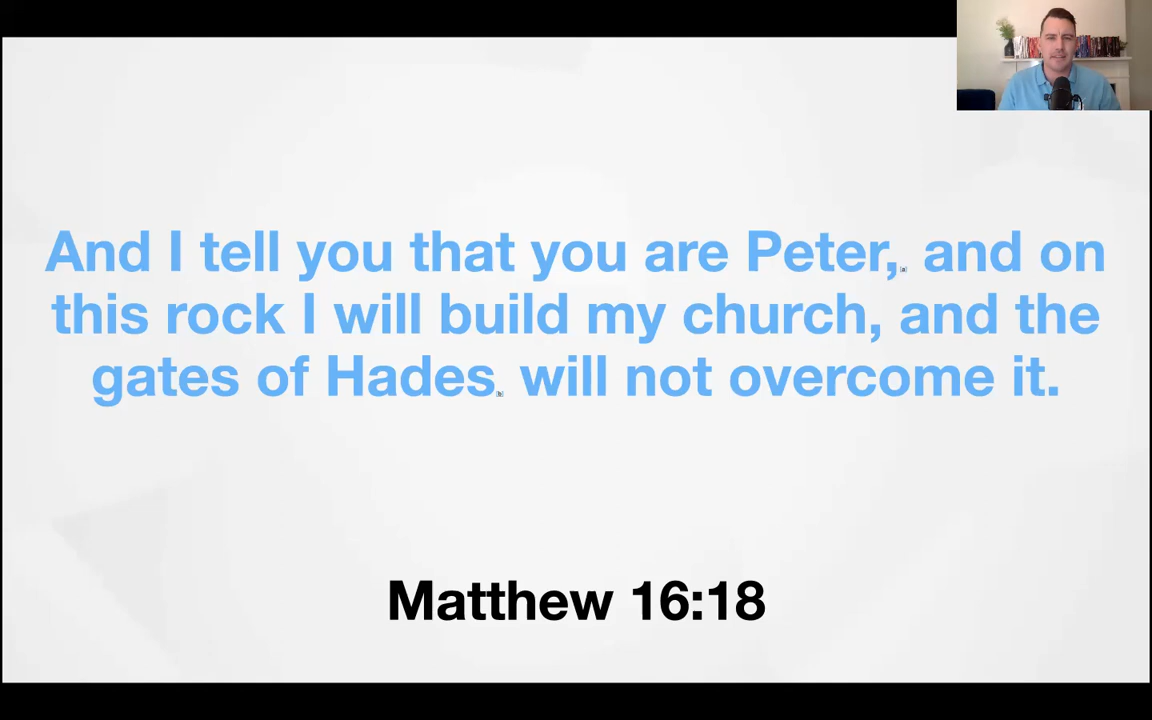 And I tell you that you are Peter,[a] and on
this rock I will build my church, and the
gates of Hades[b] will not overcome it.
Matthew 16:18